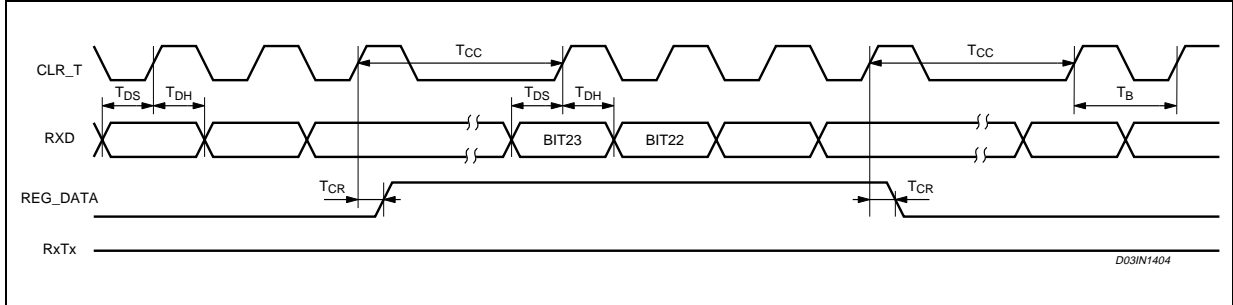 CLR_T
TCC
TCC
TDS
TDH
TDS
TDH
TB
RXD
BIT23
BIT22
REG_DATA
TCR
TCR
RxTx
D03IN1404